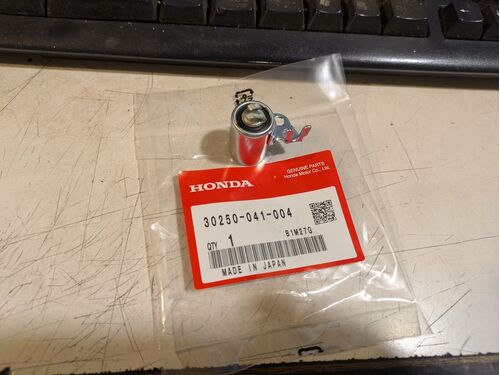 GENUINE PARTS
Honda Motor Co., Ltd.
HONDA
30250-041-004
QTY 1 B1M27G
MADE IN JAPAN